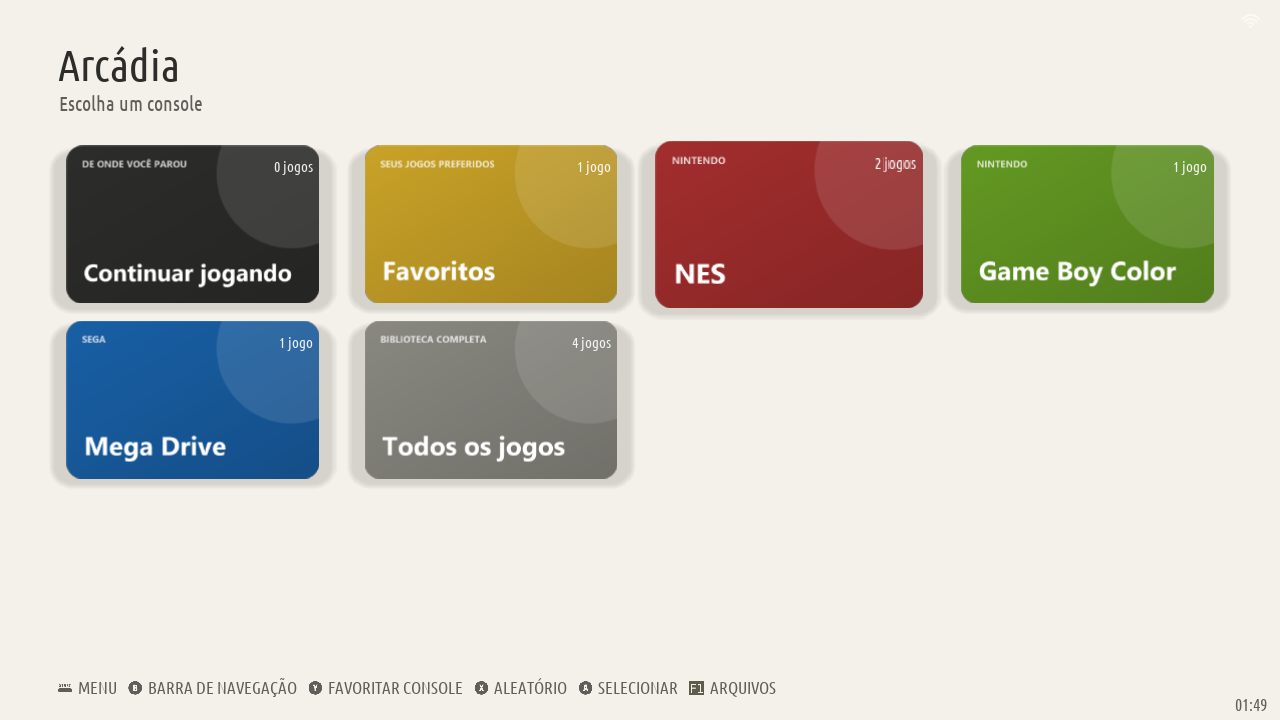 Arcádia
Escolha um console
DE ONDE VOCÊ PAROU
0 jogos
Continuar jogando
SEUS JOGOS PREFERIDOS
1 jogo
Favoritos
NINTENDO
2 jogos
NES
NINTENDO
1 jogo
Game Boy Color
SEGA
1 jogo
Mega Drive
BIBLIOTECA COMPLETA
4 jogos
Todos os jogos
START MENU B BARRA DE NAVEGAÇÃO Y FAVORITAR CONSOLE X ALEATÓRIO A SELECIONAR F1 ARQUIVOS
01:49